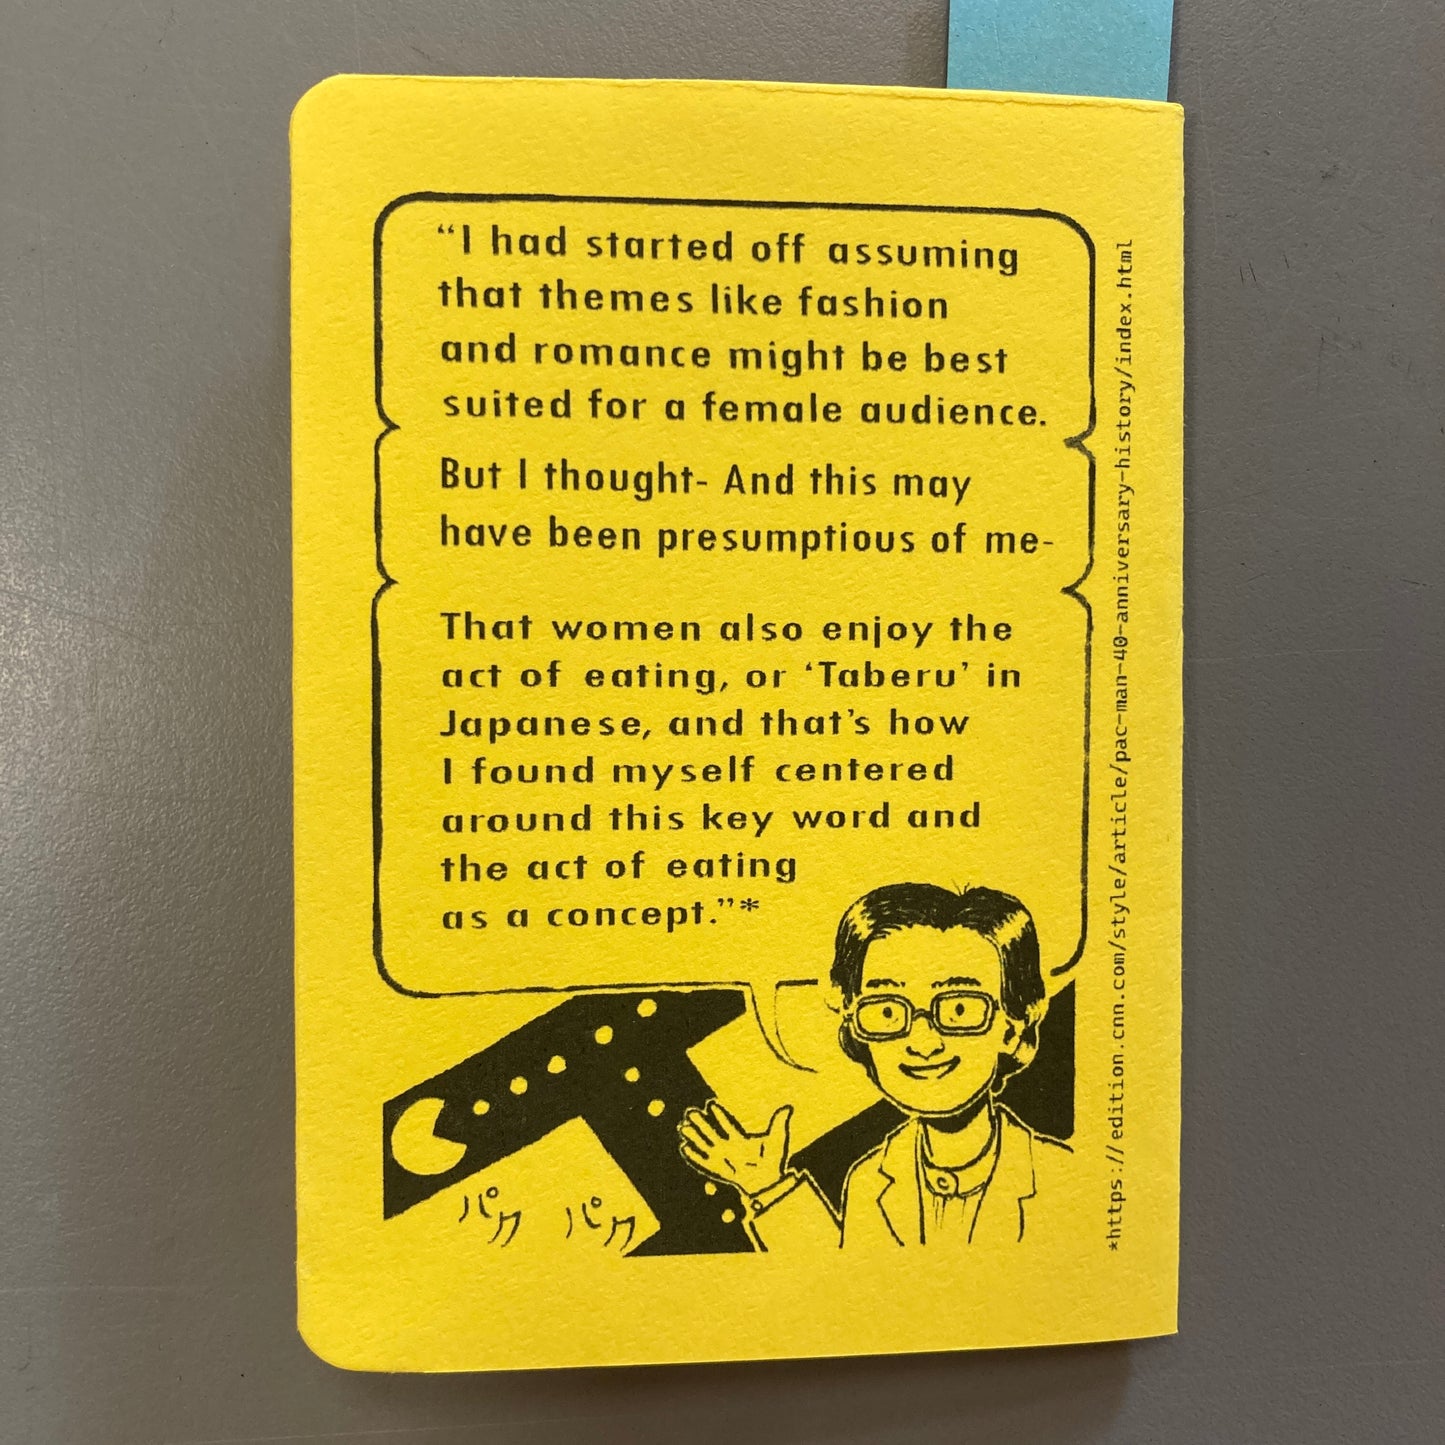 “I had started off assuming
that themes like fashion
and romance might be best
suited for a female audience.
But I thought- And this may
have been presumptious of me-
That women also enjoy the
act of eating, or ‘Taberu’ in
Japanese, and that’s how
I found myself centered
around this key word and
the act of eating
as a concept.”*
パク パク
*https://edition.cnn.com/style/article/pac-man-40-anniversary-history/index.html